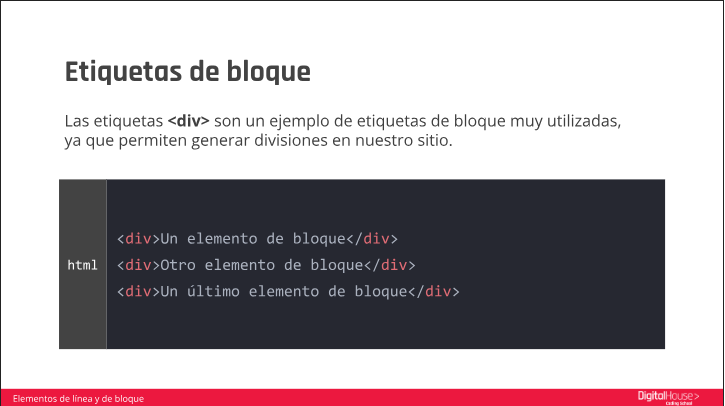 Etiquetas de bloque
Las etiquetas <div> son un ejemplo de etiquetas de bloque muy utilizadas,
ya que permiten generar divisiones en nuestro sitio.
html
<div>Un elemento de bloque</div>
<div>Otro elemento de bloque</div>
<div>Un último elemento de bloque</div>
Elementos de línea y de bloque
DigitalHouse>
Coding School